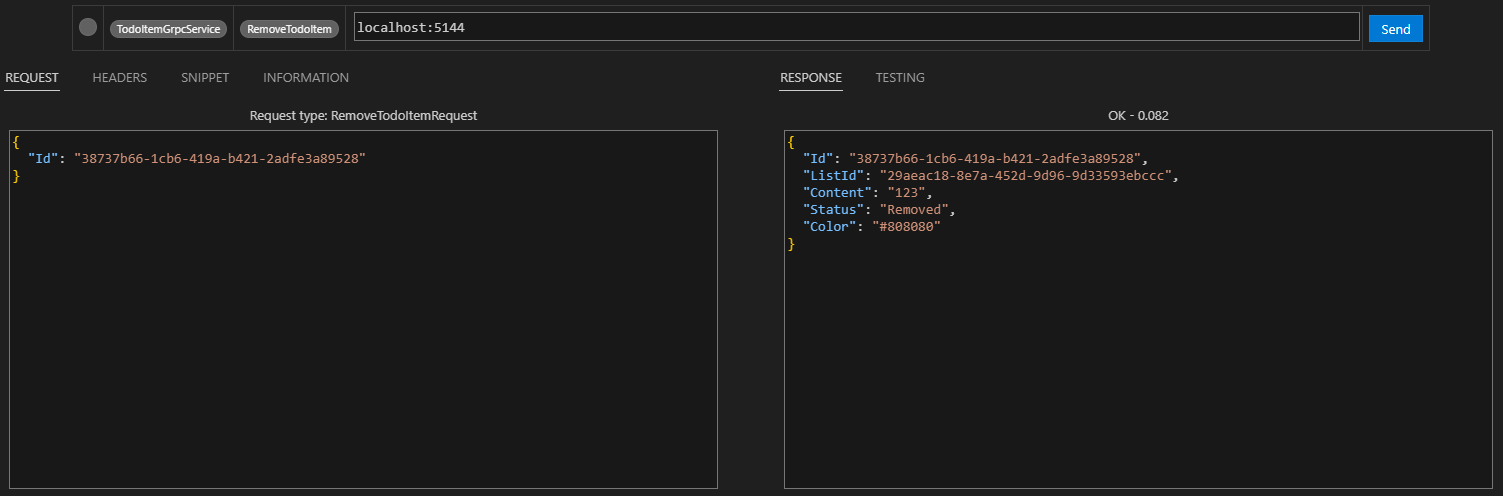 TodoItemGrpcService RemoveTodoItem localhost:5144 Send
REQUEST HEADERS SNIPPET INFORMATION
Request type: RemoveTodoItemRequest
{
  "Id": "38737b66-1cb6-419a-b421-2adfe3a89528"
}
RESPONSE TESTING
OK - 0.082
{
  "Id": "38737b66-1cb6-419a-b421-2adfe3a89528",
  "ListId": "29aeac18-8e7a-452d-9d96-9d33593ebccc",
  "Content": "123",
  "Status": "Removed",
  "Color": "#808080"
}